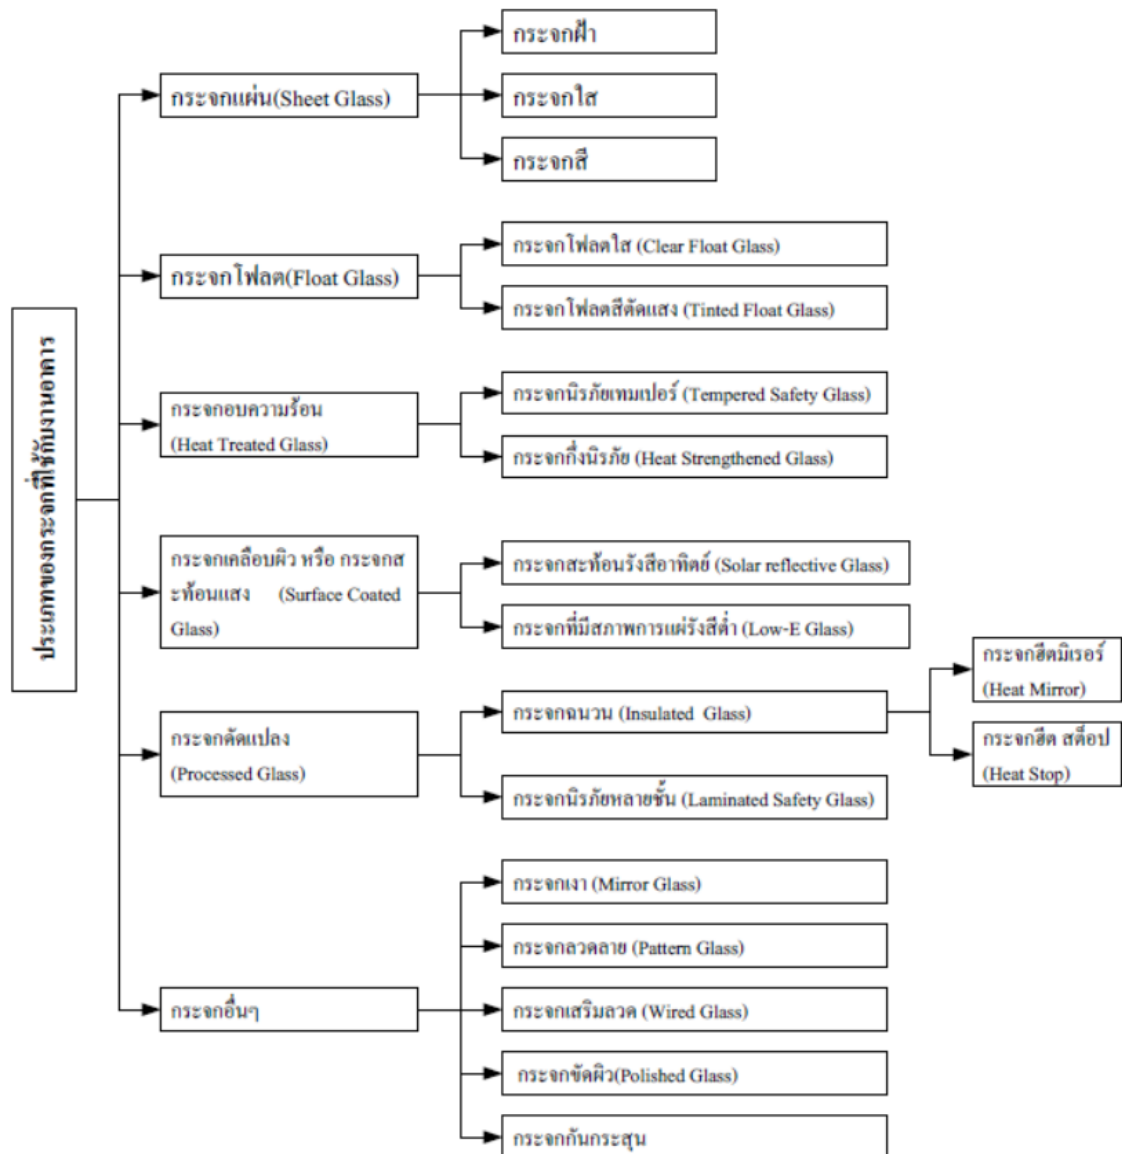 ประเภทของกระจกที่ใช้กับงานอาคาร
กระจกแผ่น(Sheet Glass)
กระจกฝ้า
กระจกใส
กระจกสี
กระจกโฟลต(Float Glass)
กระจกโฟลตใส (Clear Float Glass)
กระจกโฟลตสีตัดแสง (Tinted Float Glass)
กระจกอบความร้อน
(Heat Treated Glass)
กระจกนิรภัยเทมเปอร์ (Tempered Safety Glass)
กระจกกึ่งนิรภัย (Heat Strengthened Glass)
กระจกเคลือบผิว หรือ กระจกส
ะท้อนแสง (Surface Coated
Glass)
กระจกสะท้อนรังสีอาทิตย์ (Solar reflective Glass)
กระจกที่มีสภาพการแผ่รังสีต่ำ (Low-E Glass)
กระจกดัดแปลง
(Processed Glass)
กระจกฉนวน (Insulated Glass)
กระจกฮีตมิเรอร์
(Heat Mirror)
กระจกฮีต สต็อป
(Heat Stop)
กระจกนิรภัยหลายชั้น (Laminated Safety Glass)
กระจกอื่นๆ
กระจกเงา (Mirror Glass)
กระจกลวดลาย (Pattern Glass)
กระจกเสริมลวด (Wired Glass)
กระจกขัดผิว(Polished Glass)
กระจกกันกระสุน